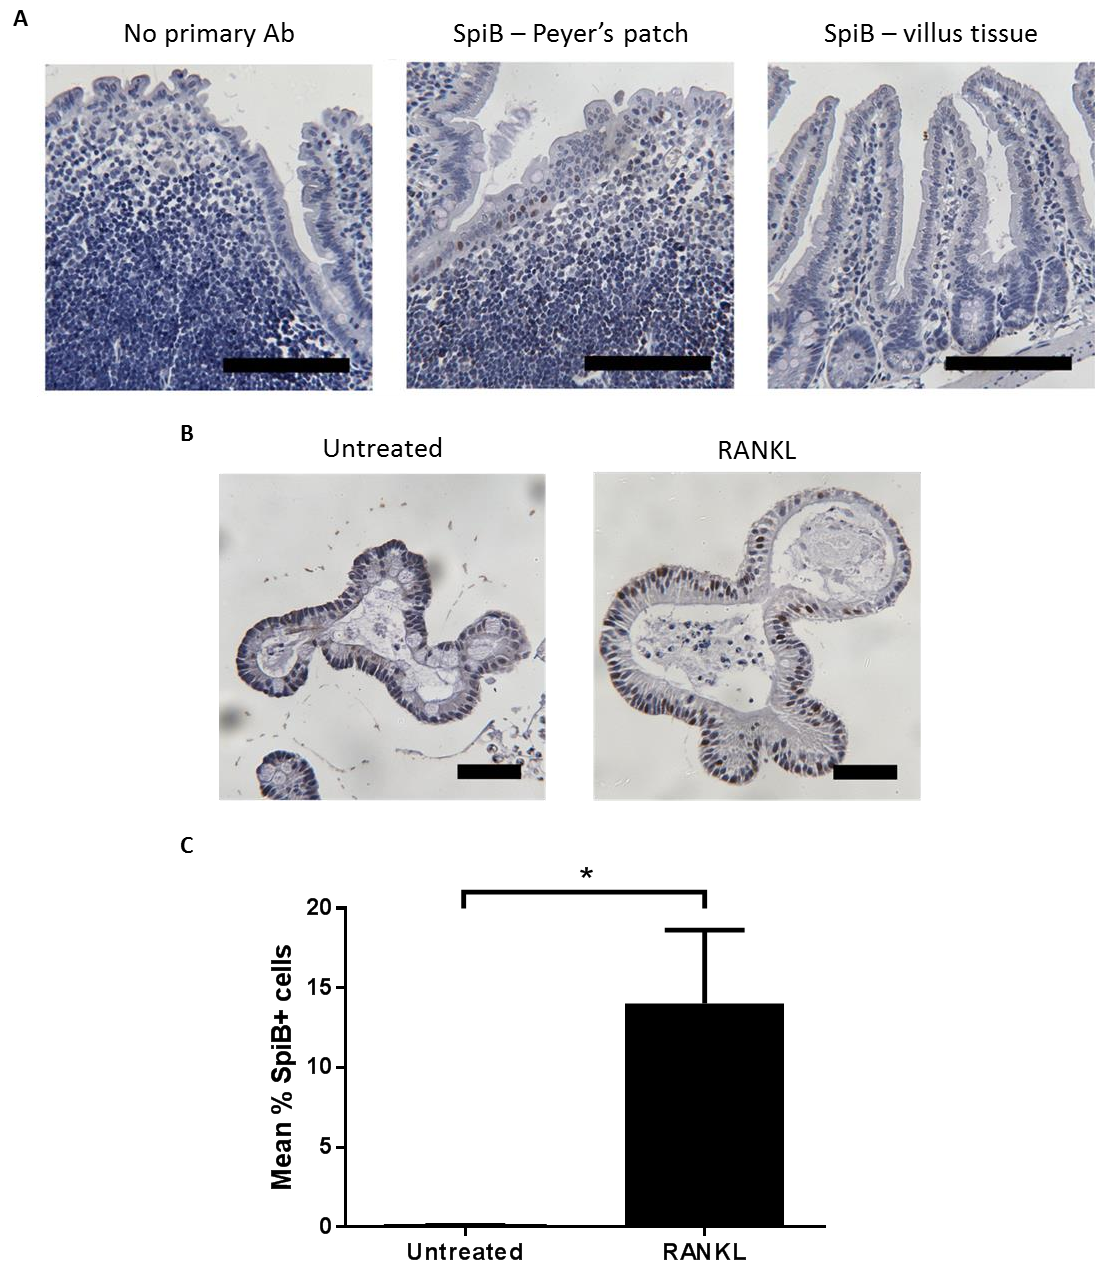 A
No primary Ab
SpiB – Peyer’s patch
SpiB – villus tissue
B
Untreated
RANKL
C
*
Mean % SpiB+ cells
20
15
10
5
0
Untreated
RANKL